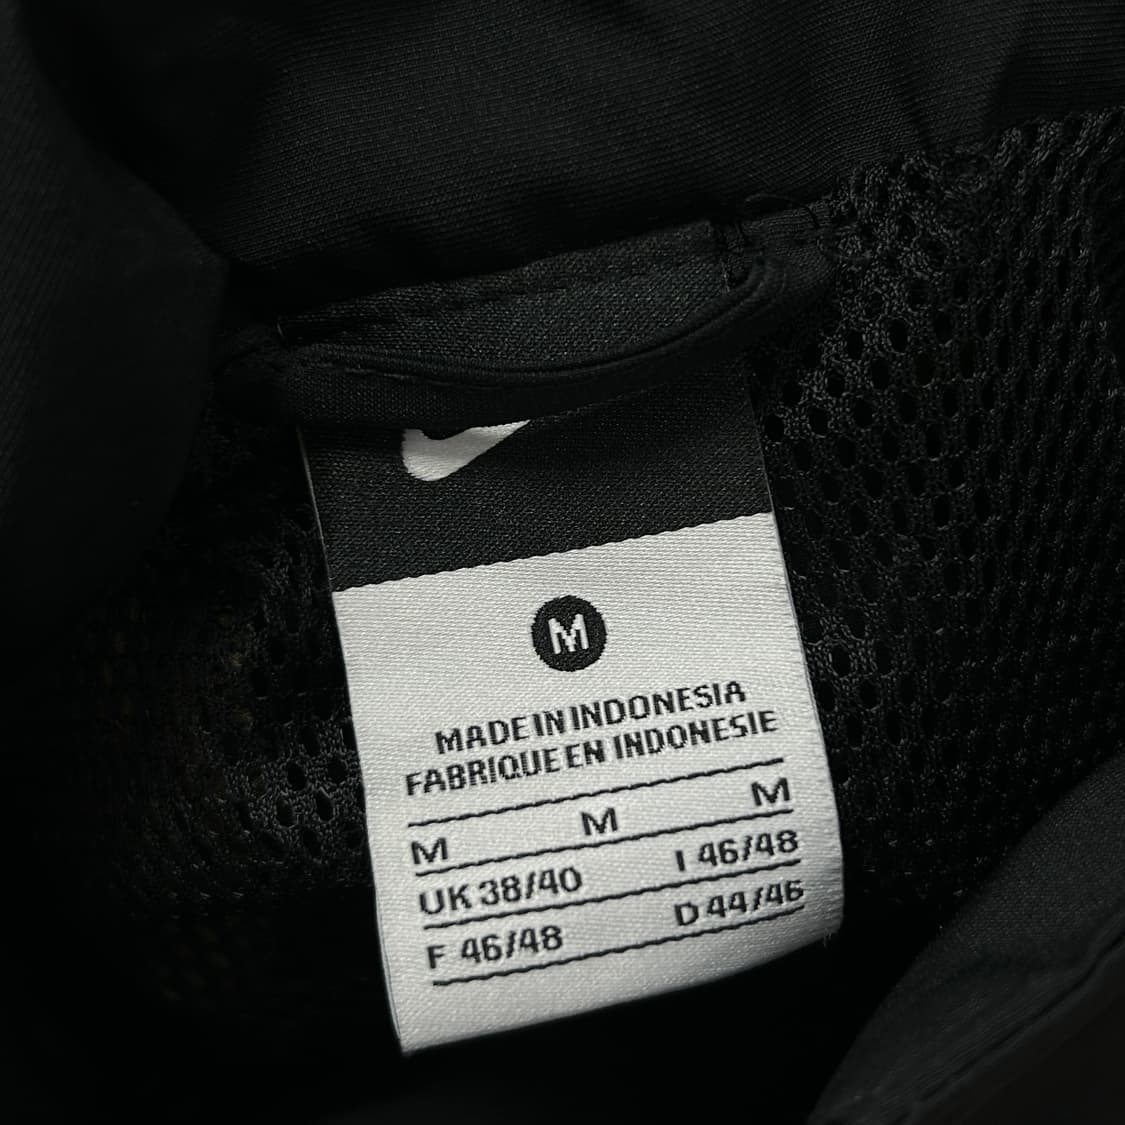 M
MADE IN INDONESIA
FABRIQUE EN INDONESIE
M M M
UK 38/40 I 46/48
F 46/48 D 44/46